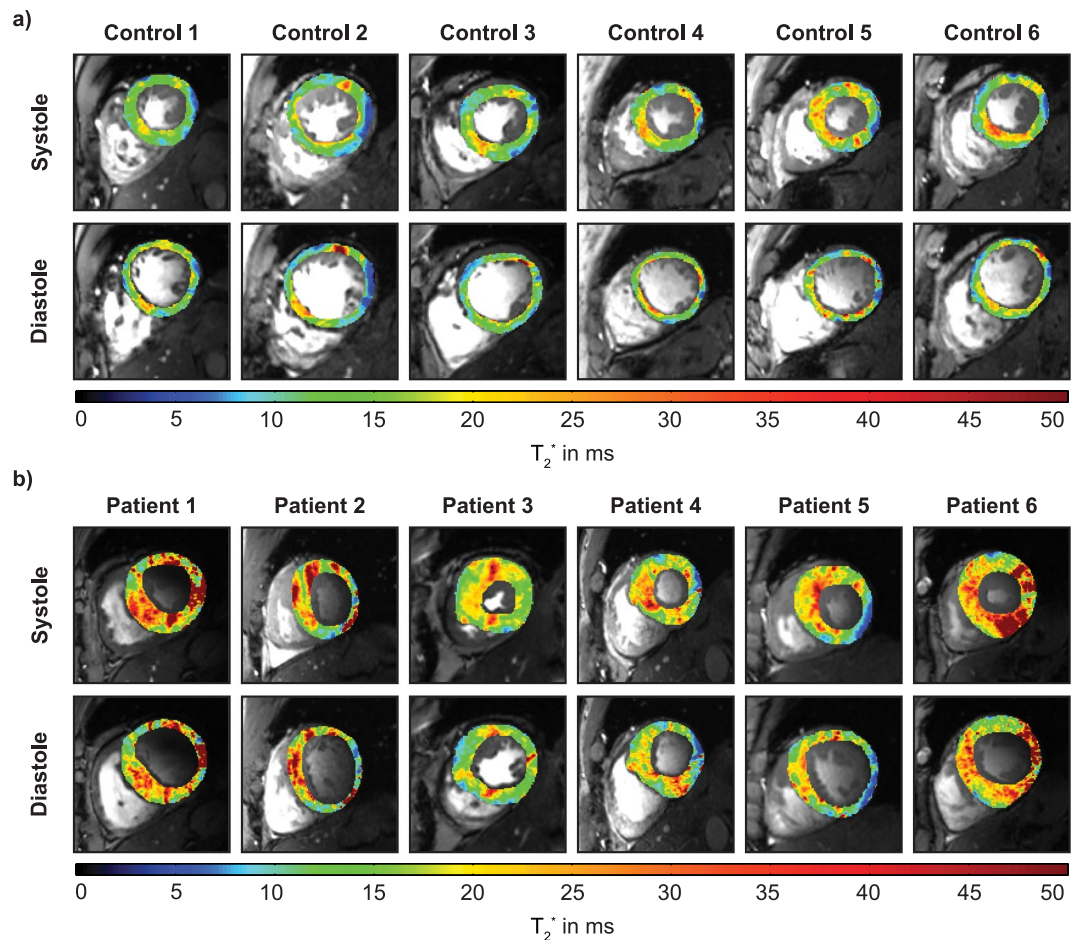 a)
Control 1 Control 2 Control 3 Control 4 Control 5 Control 6
Systole
Diastole
0 5 10 15 20 25 30 35 40 45 50
T₂* in ms
b)
Patient 1 Patient 2 Patient 3 Patient 4 Patient 5 Patient 6
Systole
Diastole
0 5 10 15 20 25 30 35 40 45 50
T₂* in ms